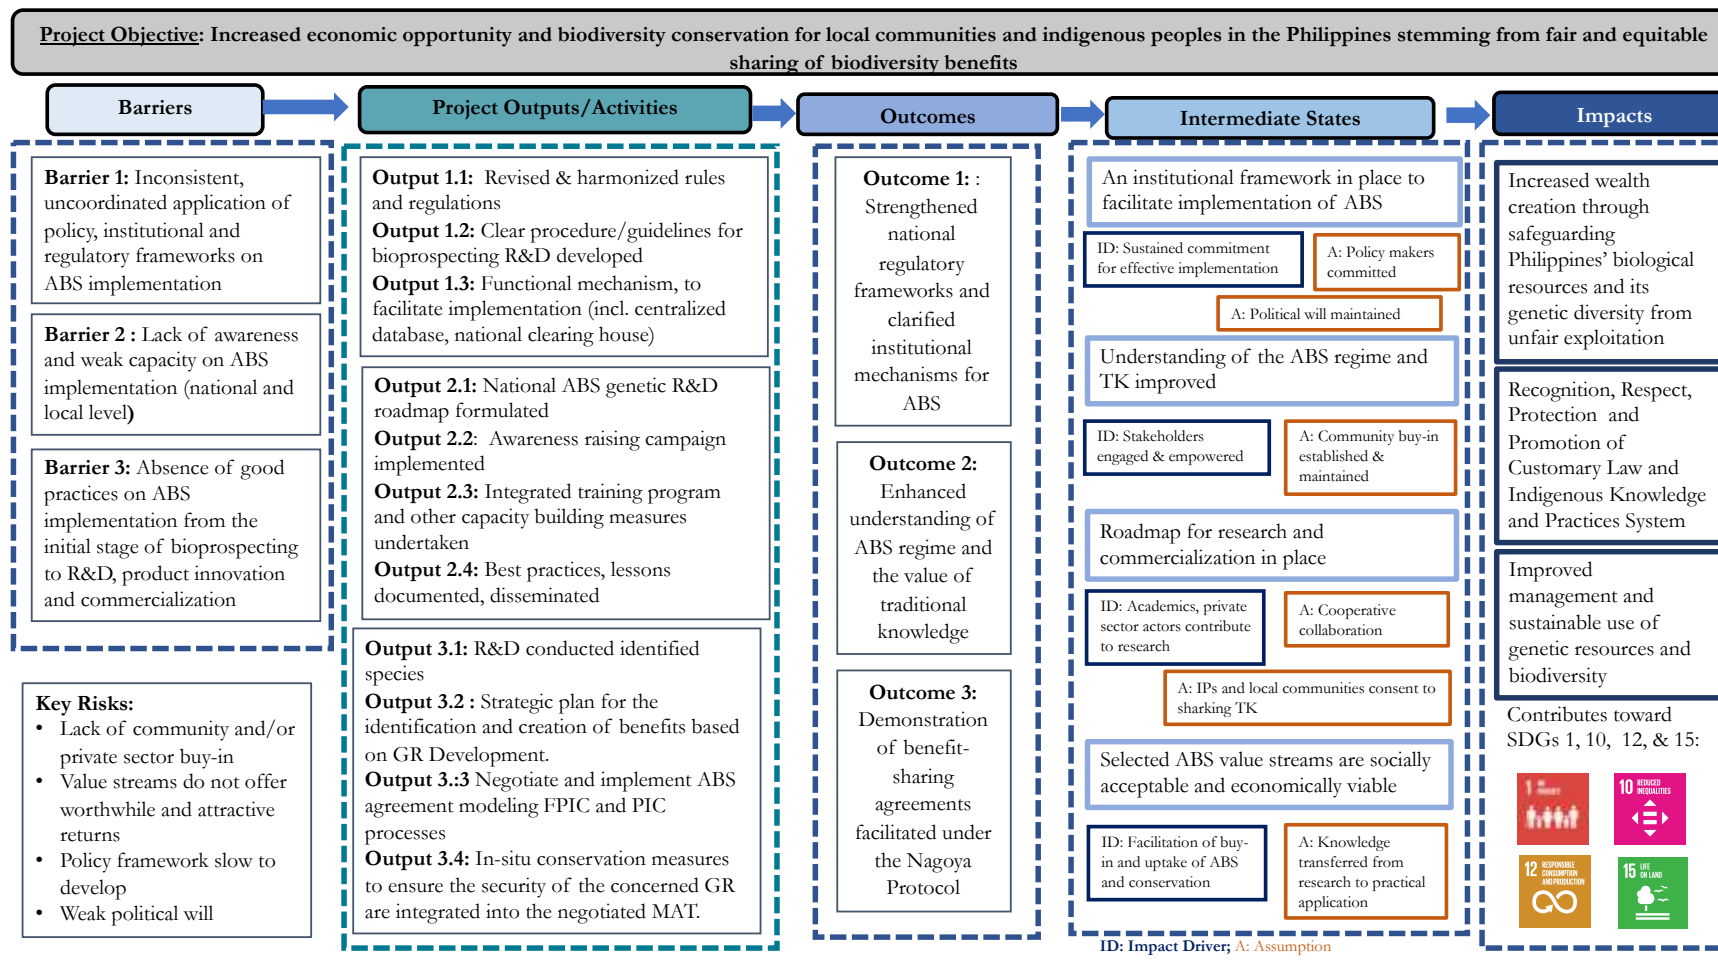 Project Objective: Increased economic opportunity and biodiversity conservation for local communities and indigenous peoples in the Philippines stemming from fair and equitable
sharing of biodiversity benefits
Barriers
Project Outputs/Activities
Outcomes
Intermediate States
Impacts
Barrier 1: Inconsistent,
uncoordinated application of
policy, institutional and
regulatory frameworks on
ABS implementation
Barrier 2 : Lack of awareness
and weak capacity on ABS
implementation (national and
local level)
Barrier 3: Absence of good
practices on ABS
implementation from the
initial stage of bioprospecting
to R&D, product innovation
and commercialization
Key Risks:
• Lack of community and/or
private sector buy-in
• Value streams do not offer
worthwhile and attractive
returns
• Policy framework slow to
develop
• Weak political will
Output 1.1: Revised & harmonized rules
and regulations
Output 1.2: Clear procedure/guidelines for
bioprospecting R&D developed
Output 1.3: Functional mechanism, to
facilitate implementation (incl. centralized
database, national clearing house)
Output 2.1: National ABS genetic R&D
roadmap formulated
Output 2.2: Awareness raising campaign
implemented
Output 2.3: Integrated training program
and other capacity building measures
undertaken
Output 2.4: Best practices, lessons
documented, disseminated
Output 3.1: R&D conducted identified
species
Output 3.2 : Strategic plan for the
identification and creation of benefits based
on GR Development.
Output 3.:3 Negotiate and implement ABS
agreement modeling FPIC and PIC
processes
Output 3.4: In-situ conservation measures
to ensure the security of the concerned GR
are integrated into the negotiated MAT.
Outcome 1: :
Strengthened
national
regulatory
frameworks and
clarified
institutional
mechanisms for
ABS
Outcome 2:
Enhanced
understanding of
ABS regime and
the value of
traditional
knowledge
Outcome 3:
Demonstration
of benefit-
sharing
agreements
facilitated under
the Nagoya
Protocol
An institutional framework in place to
facilitate implementation of ABS
ID: Sustained commitment
for effective implementation
A: Policy makers
committed
A: Political will maintained
Understanding of the ABS regime and
TK improved
ID: Stakeholders
engaged & empowered
A: Community buy-in
established &
maintained
Roadmap for research and
commercialization in place
ID: Academics, private
sector actors contribute
to research
A: Cooperative
collaboration
A: IPs and local communities consent to
sharking TK
Selected ABS value streams are socially
acceptable and economically viable
ID: Facilitation of buy-
in and uptake of ABS
and conservation
A: Knowledge
transferred from
research to practical
application
ID: Impact Driver; A: Assumption
Increased wealth
creation through
safeguarding
Philippines' biological
resources and its
genetic diversity from
unfair exploitation
Recognition, Respect,
Protection and
Promotion of
Customary Law and
Indigenous Knowledge
and Practices System
Improved
management and
sustainable use of
genetic resources and
biodiversity
Contributes toward
SDGs 1, 10, 12, & 15:
1
10 REDUCED
INEQUALITIES
12 RESPONSIBLE
CONSUMPTION
AND PRODUCTION
15 LIFE
ON LAND